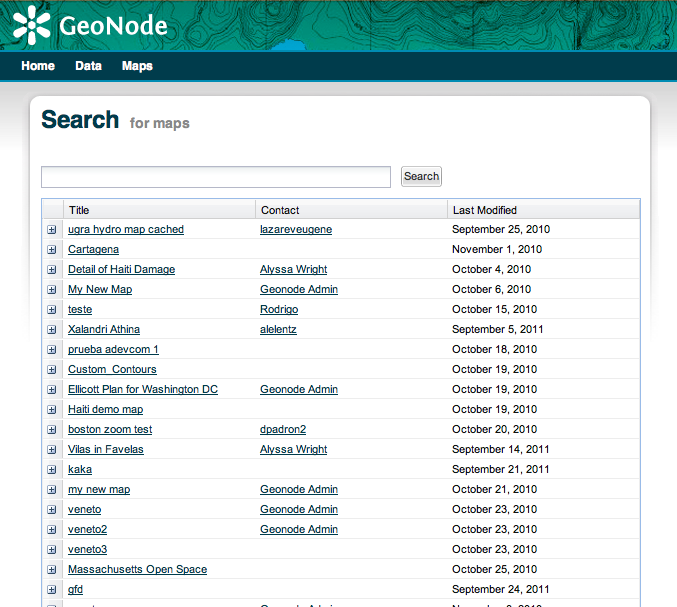 GeoNode
Home Data Maps
Search for maps
Search
Title Contact Last Modified
ugra hydro map cached lazareveugene September 25, 2010
Cartagena November 1, 2010
Detail of Haiti Damage Alyssa Wright October 4, 2010
My New Map Geonode Admin October 6, 2010
teste Rodrigo October 15, 2010
Xalandri Athina alelentz September 5, 2011
prueba adevcom 1 October 18, 2010
Custom_Contours October 19, 2010
Ellicott Plan for Washington DC Geonode Admin October 19, 2010
Haiti demo map October 19, 2010
boston zoom test dpadron2 October 20, 2010
Vilas in Favelas Alyssa Wright September 14, 2011
kaka September 21, 2011
my new map Geonode Admin October 21, 2010
veneto Geonode Admin October 23, 2010
veneto2 Geonode Admin October 23, 2010
veneto3 October 23, 2010
Massachusetts Open Space October 25, 2010
gfd September 24, 2011